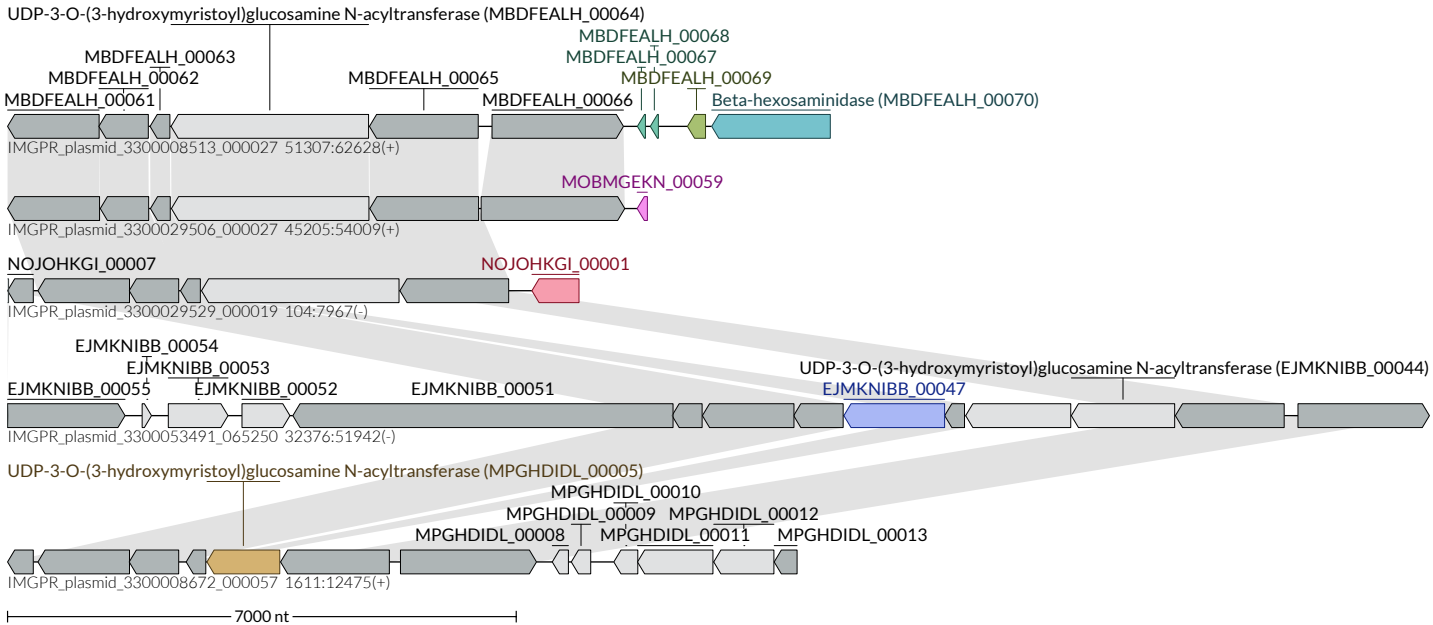 UDP-3-O-(3-hydroxymyristoyl)glucosamine N-acyltransferase (MBDFEALH_00064)
MBDFEALH_00068
MBDFEALH_00063 MBDFEALH_00067
MBDFEALH_00062 MBDFEALH_00065 MBDFEALH_00069
MBDFEALH_00061 MBDFEALH_00066 Beta-hexosaminidase (MBDFEALH_00070)
IMGPR_plasmid_3300008513_000027 51307:62628(+)
MOBMGEKN_00059
IMGPR_plasmid_3300029506_000027 45205:54009(+)
NOJOHKGI_00007 NOJOHKGI_00001
IMGPR_plasmid_3300029529_000019 104:7967(-)
EJMKNIBB_00054
EJMKNIBB_00053 UDP-3-O-(3-hydroxymyristoyl)glucosamine N-acyltransferase (EJMKNIBB_00044)
EJMKNIBB_00055 EJMKNIBB_00052 EJMKNIBB_00051 EJMKNIBB_00047
IMGPR_plasmid_3300053491_065250 32376:51942(-)
UDP-3-O-(3-hydroxymyristoyl)glucosamine N-acyltransferase (MPGHDIDL_00005)
MPGHDIDL_00010
MPGHDIDL_00009 MPGHDIDL_00012
MPGHDIDL_00008 MPGHDIDL_00011 MPGHDIDL_00013
IMGPR_plasmid_3300008672_000057 1611:12475(+)
7000 nt